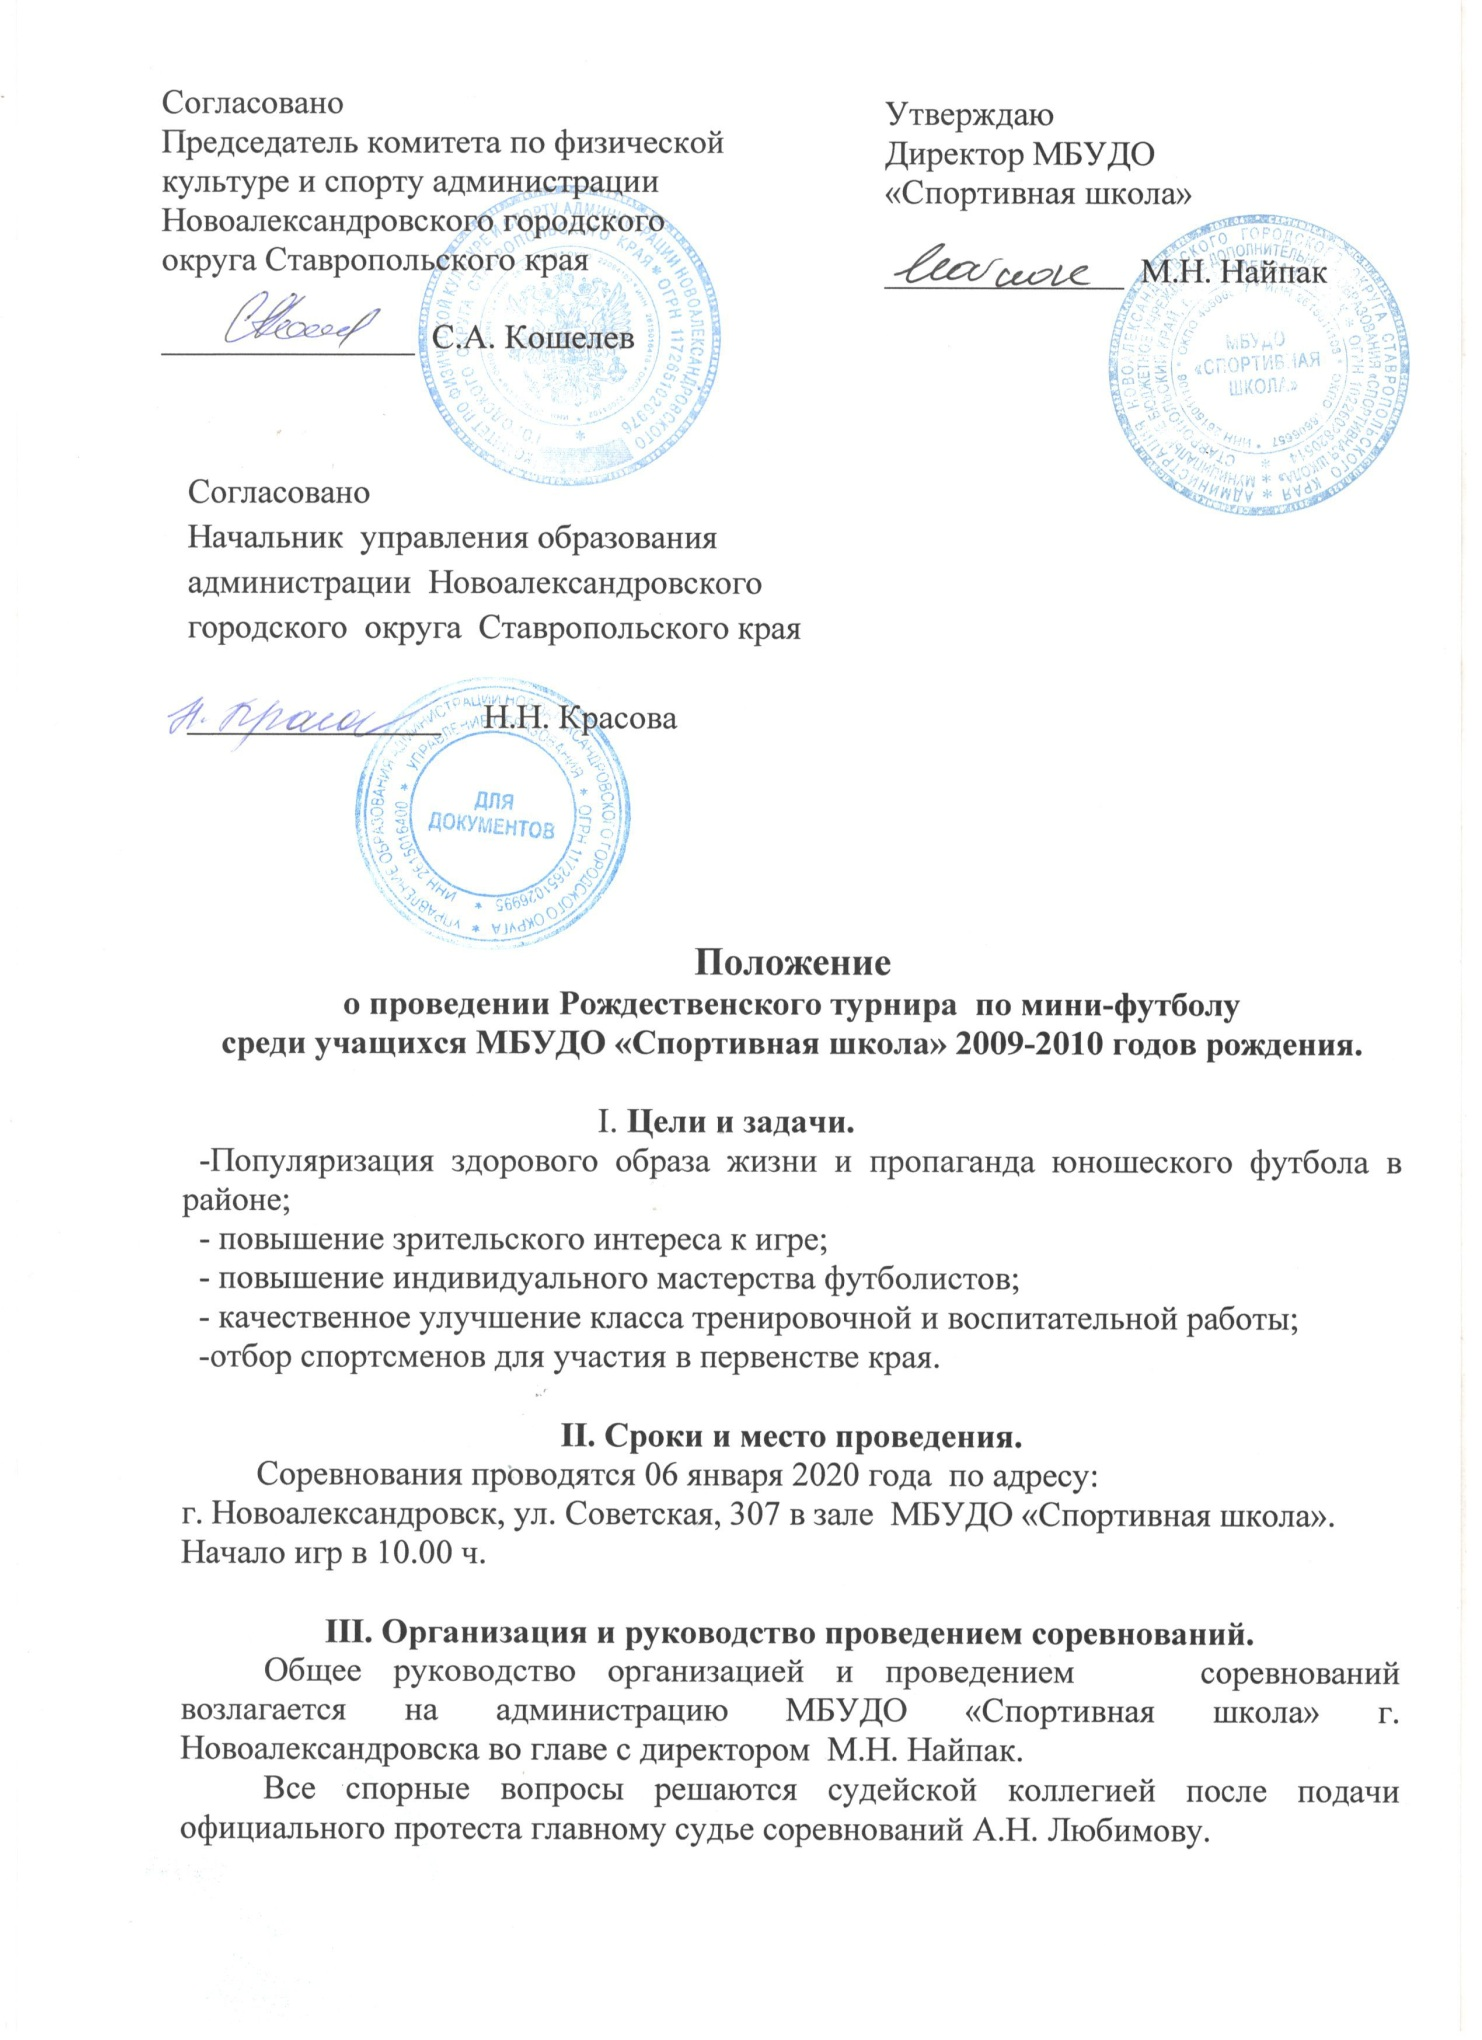 Согласовано
Председатель комитета по физической
культуре и спорту администрации
Новоалександровского городского
округа Ставропольского края
С.А. Кошелев
Утверждаю
Директор МБУДО
«Спортивная школа»
М.Н. Найпак
МБУДО
«СПОРТИВНАЯ
ШКОЛА»
Согласовано
Начальник управления образования
администрации Новоалександровского
городского округа Ставропольского края
Н.Н. Красова
ДЛЯ
ДОКУМЕНТОВ
Положение
о проведении Рождественского турнира по мини-футболу
среди учащихся МБУДО «Спортивная школа» 2009-2010 годов рождения.
I. Цели и задачи.
-Популяризация здорового образа жизни и пропаганда юношеского футбола в
районе;
- повышение зрительского интереса к игре;
- повышение индивидуального мастерства футболистов;
- качественное улучшение класса тренировочной и воспитательной работы;
-отбор спортсменов для участия в первенстве края.
II. Сроки и место проведения.
Соревнования проводятся 06 января 2020 года по адресу:
г. Новоалександровск, ул. Советская, 307 в зале МБУДО «Спортивная школа».
Начало игр в 10.00 ч.
III. Организация и руководство проведением соревнований.
Общее руководство организацией и проведением соревнований
возлагается на администрацию МБУДО «Спортивная школа» г.
Новоалександровска во главе с директором М.Н. Найпак.
Все спорные вопросы решаются судейской коллегией после подачи
официального протеста главному судье соревнований А.Н. Любимову.